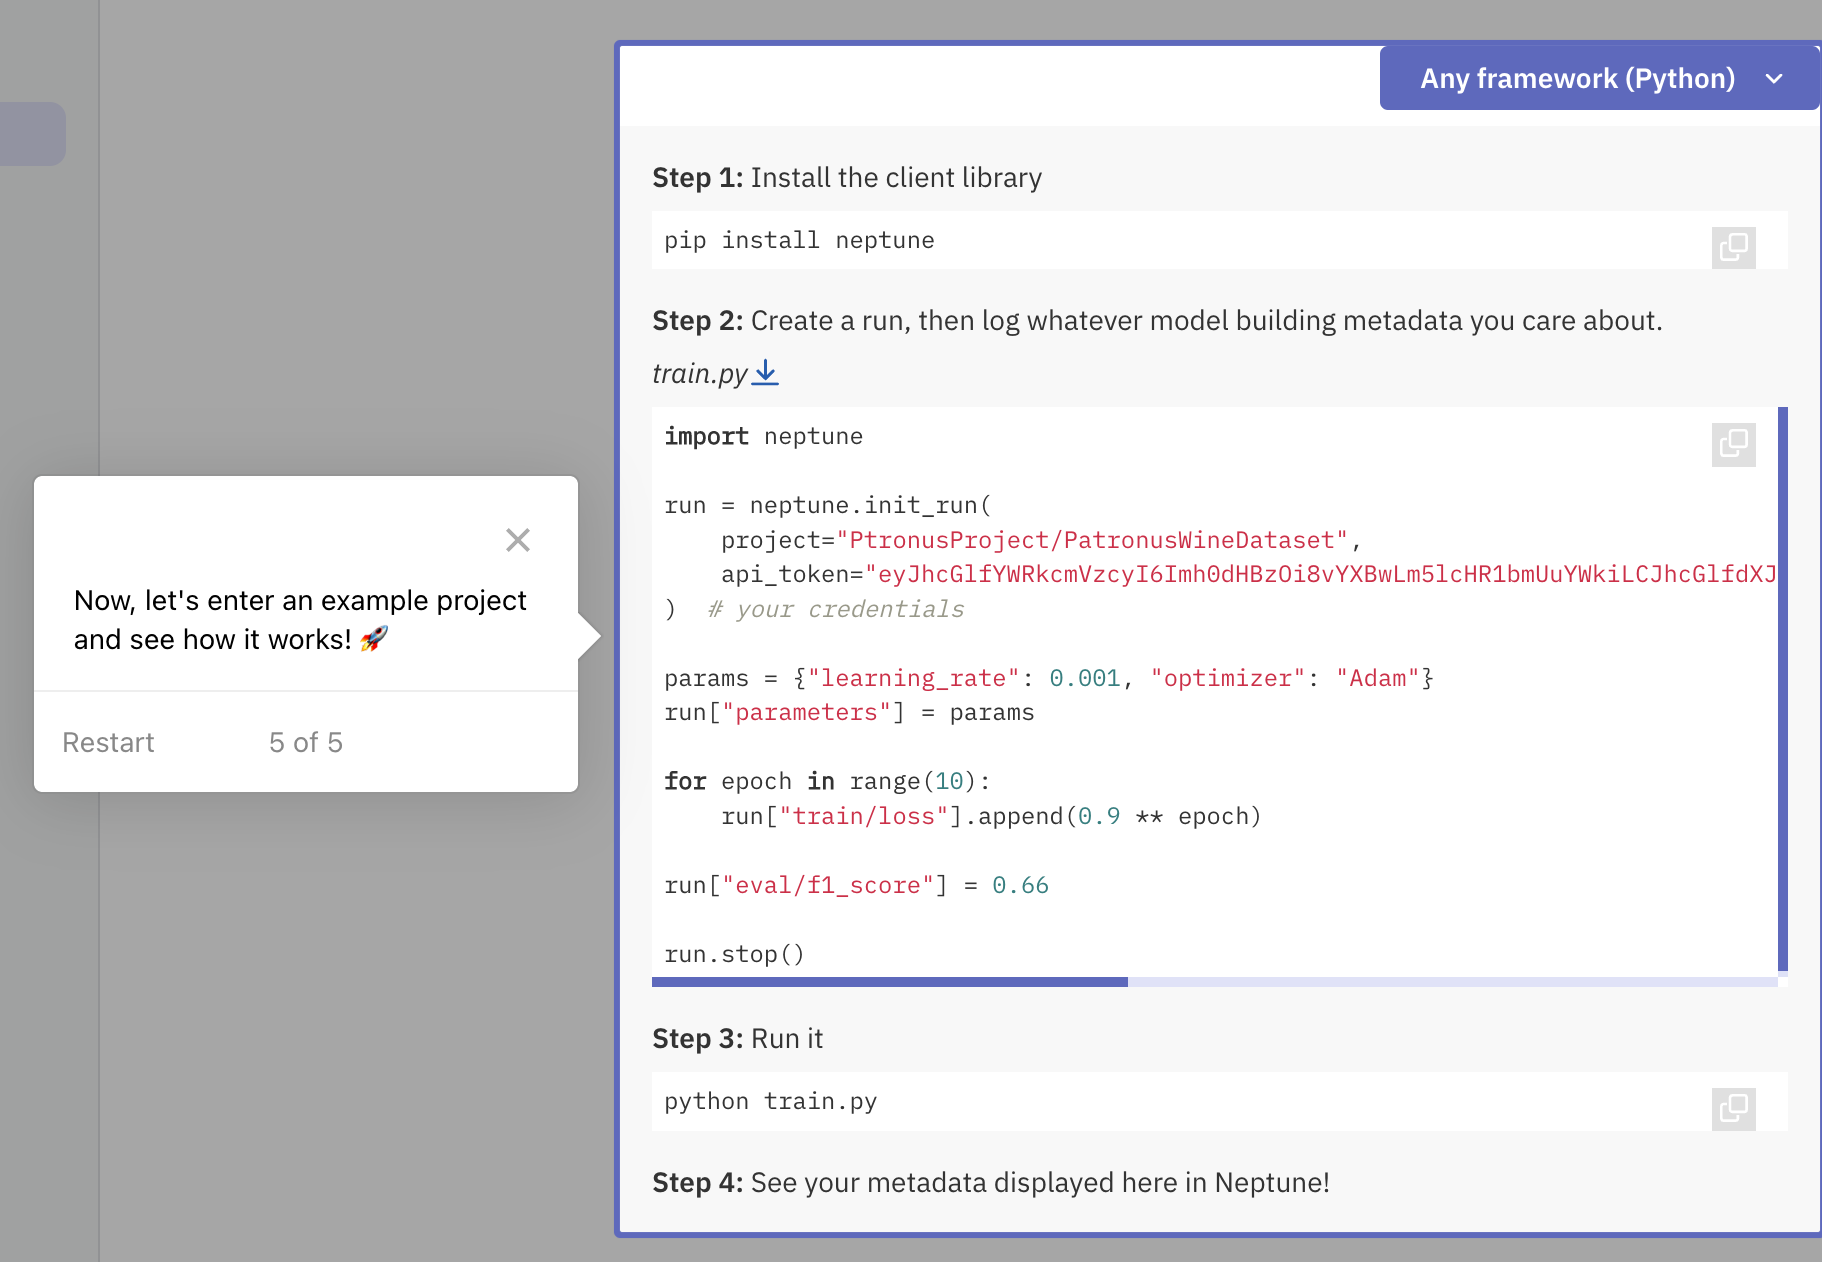 Any framework (Python)
Step 1: Install the client library
pip install neptune
Step 2: Create a run, then log whatever model building metadata you care about.
train.py
import neptune
run = neptune.init_run(
project="PtronusProject/PatronusWineDataset",
api_token="eyJhcGlfYWRkcmVzcyI6Imh0dHBzOi8vYXBwLm5lcHR1bmUuYWkiLCJhcGlfdXJ
) # your credentials
params = {"learning_rate": 0.001, "optimizer": "Adam"}
run["parameters"] = params
for epoch in range(10):
run["train/loss"].append(0.9 ** epoch)
run["eval/f1_score"] = 0.66
run.stop()
Step 3: Run it
python train.py
Step 4: See your metadata displayed here in Neptune!
Now, let's enter an example project
and see how it works! 🚀
Restart
5 of 5